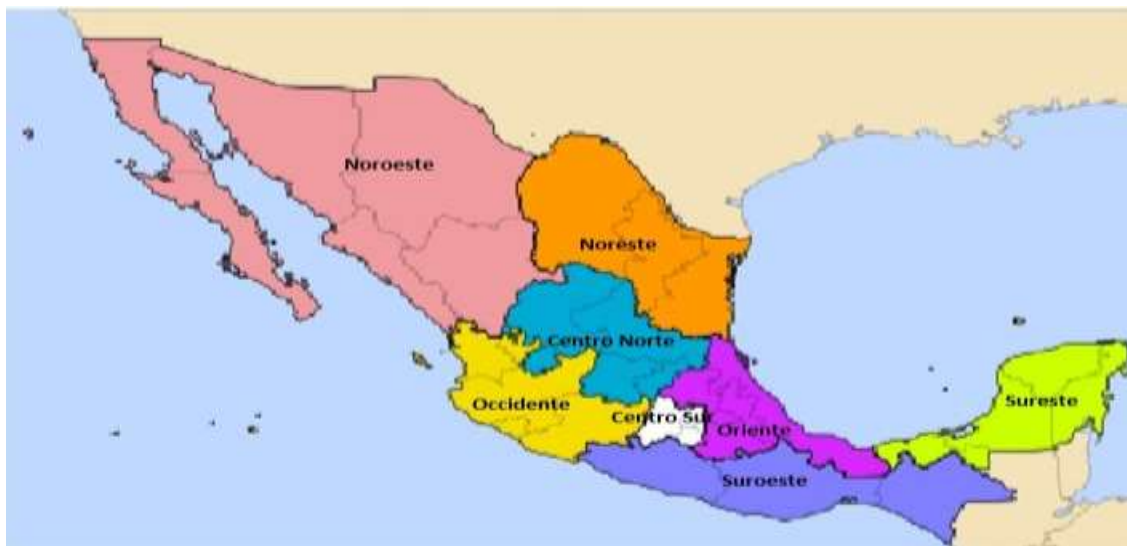 Noroeste
Noreste
Centro Norte
Occidente
Centro Sur
Oriente
Sureste
Suroeste